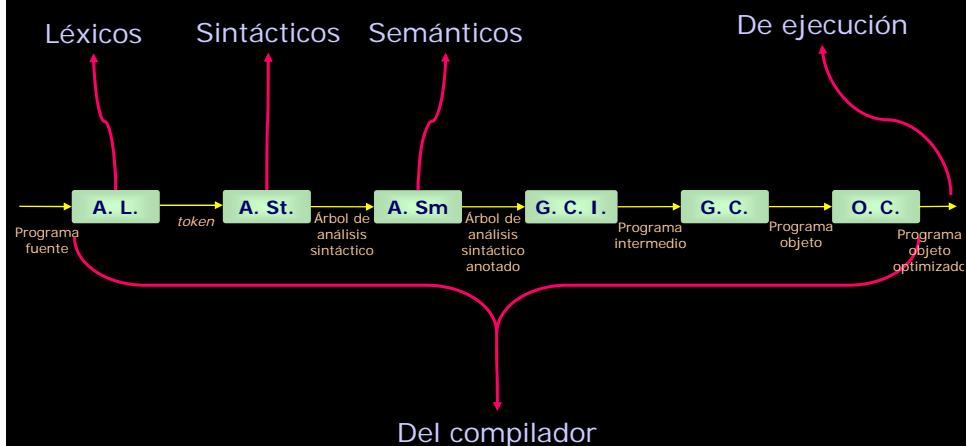 Léxicos
Sintácticos
Semánticos
De ejecución
A. L.
A. St.
A. Sm
G. C. I.
G. C.
O. C.
Programa
fuente
token
Árbol de
análisis
sintáctico
Árbol de
análisis
sintáctico
anotado
Programa
intermedio
Programa
objeto
Programa
objeto
optimizado
Del compilador